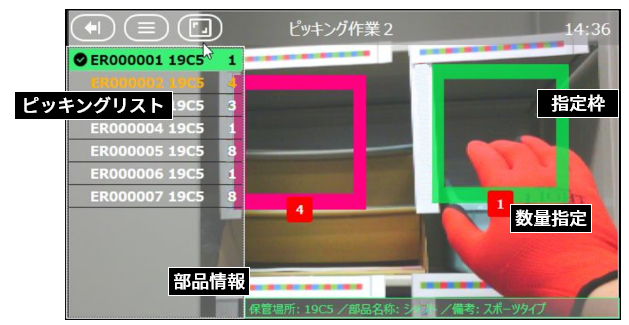 ピッキング作業２
14:36
ER000001 19C5 1
ER000002 19C5 4
ピッキングリスト
19C5 3
ER000004 19C5 1
ER000005 19C5 8
ER000006 19C5 1
ER000007 19C5 8
指定枠
4
1
数量指定
部品情報
保管場所: 19C5 ／部品名称: ／備考: スポーツタイプ